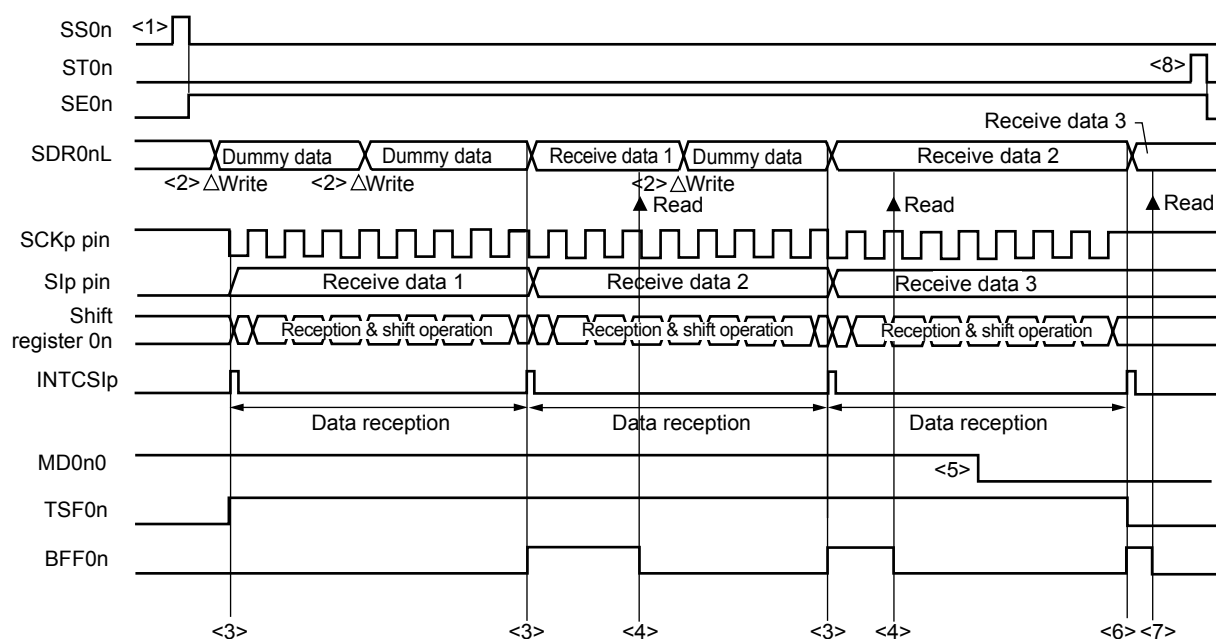 SS0n <1>
ST0n <8>
SE0n
Receive data 3
SDR0nL Dummy data Dummy data Receive data 1 Dummy data Receive data 2
<2> △Write <2> △Write <2> △Write
▲ Read ▲ Read ▲ Read
SCKp pin
SIp pin Receive data 1 Receive data 2 Receive data 3
Shift
register 0n Reception & shift operation Reception & shift operation Reception & shift operation
INTCSIp
Data reception Data reception Data reception
MD0n0 <5>
TSF0n
BFF0n
<3> <3> <4> <3> <4> <6> <7>